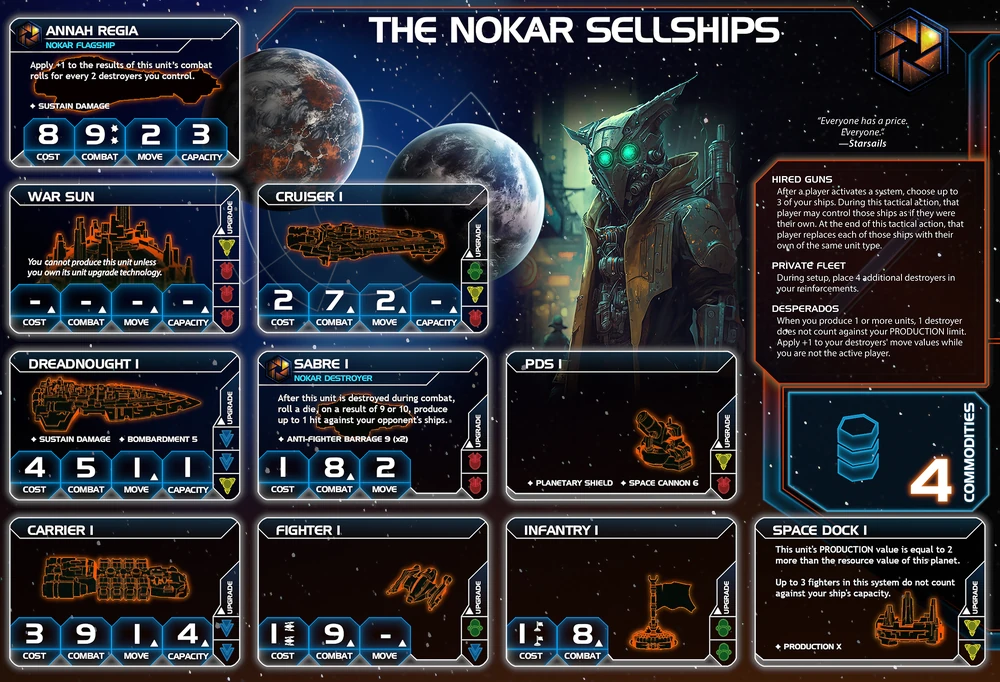 THE NOKAR SELLSHIPS
ANNAH REGIA
NOKAR FLAGSHIP
Apply +1 to the results of this unit's combat
rolls for every 2 destroyers you control.
SUSTAIN DAMAGE
8 9 2 3
COST COMBAT MOVE CAPACITY
"Everyone has a price.
Everyone."
—Starsails
HIRED GUNS
After a player activates a system, choose up to
3 of your ships. During this tactical action, that
player may control those ships as if they were
their own. At the end of this tactical action, that
player replaces each of those ships with their
own of the same unit type.
PRIVATE FLEET
During setup, place 4 additional destroyers in
your reinforcements.
DESPERADOS
When you produce 1 or more units, 1 destroyer
does not count against your PRODUCTION limit.
Apply +1 to your destroyers' move values while
you are not the active player.
WAR SUN
You cannot produce this unit unless
you own its unit upgrade technology.
UPGRADE
- - - -
COST COMBAT MOVE CAPACITY
CRUISER I
UPGRADE
2 7 2 -
COST COMBAT MOVE CAPACITY
DREADNOUGHT I
SUSTAIN DAMAGE BOMBARDMENT 5
UPGRADE
4 5 1 1
COST COMBAT MOVE CAPACITY
SABRE I
NOKAR DESTROYER
After this unit is destroyed during combat,
roll a die, on a result of 9 or 10, produce
up to 1 hit against your opponent's ships.
ANTI-FIGHTER BARRAGE 9 (x2)
UPGRADE
1 8 2
COST COMBAT MOVE
PDS I
PLANETARY SHIELD SPACE CANNON 6
UPGRADE
4
COMMODITIES
CARRIER I
UPGRADE
3 9 1 4
COST COMBAT MOVE CAPACITY
FIGHTER I
UPGRADE
1 9 -
COST COMBAT MOVE
INFANTRY I
UPGRADE
1 8
COST COMBAT
SPACE DOCK I
This unit's PRODUCTION value is equal to 2
more than the resource value of this planet.
Up to 3 fighters in this system do not count
against your ship's capacity.
PRODUCTION X
UPGRADE